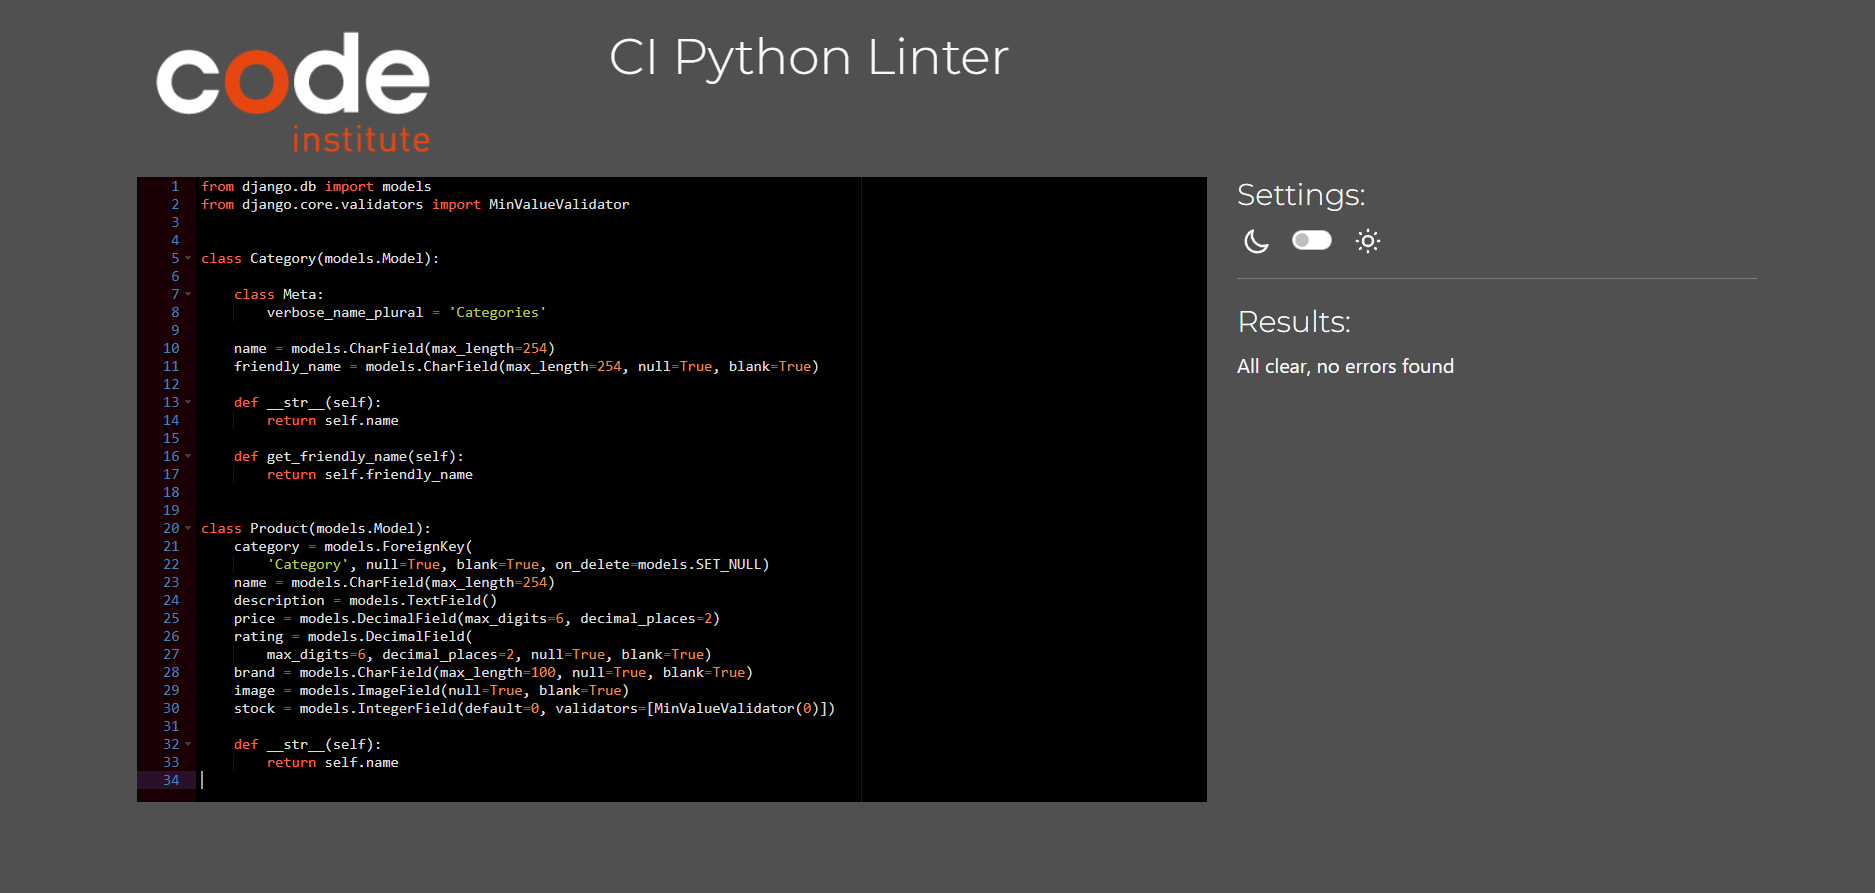 code
institute
CI Python Linter
1 from django.db import models
2 from django.core.validators import MinValueValidator
3
4
5 class Category(models.Model):
6
7     class Meta:
8         verbose_name_plural = 'Categories'
9
10     name = models.CharField(max_length=254)
11     friendly_name = models.CharField(max_length=254, null=True, blank=True)
12
13     def __str__(self):
14         return self.name
15
16     def get_friendly_name(self):
17         return self.friendly_name
18
19
20 class Product(models.Model):
21     category = models.ForeignKey(
22         'Category', null=True, blank=True, on_delete=models.SET_NULL)
23     name = models.CharField(max_length=254)
24     description = models.TextField()
25     price = models.DecimalField(max_digits=6, decimal_places=2)
26     rating = models.DecimalField(
27         max_digits=6, decimal_places=2, null=True, blank=True)
28     brand = models.CharField(max_length=100, null=True, blank=True)
29     image = models.ImageField(null=True, blank=True)
30     stock = models.IntegerField(default=0, validators=[MinValueValidator(0)])
31
32     def __str__(self):
33         return self.name
34
Settings:
Results:
All clear, no errors found